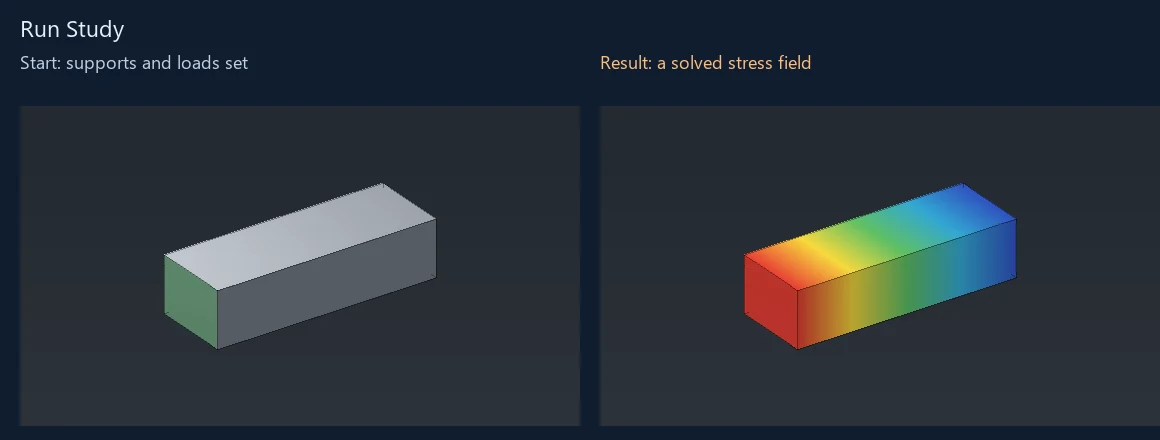 Run Study
Start: supports and loads set
Result: a solved stress field